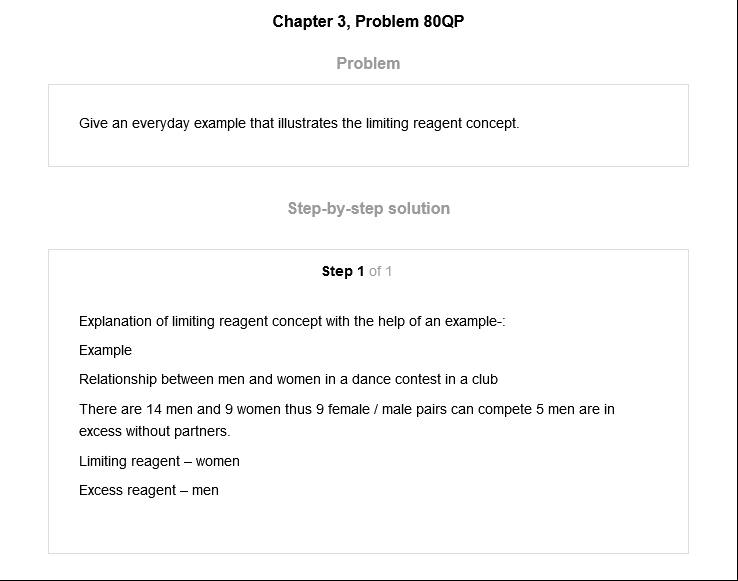 Chapter 3, Problem 80QP
Problem
Give an everyday example that illustrates the limiting reagent concept.
Step-by-step solution
Step 1 of 1
Explanation of limiting reagent concept with the help of an example-:
Example
Relationship between men and women in a dance contest in a club
There are 14 men and 9 women thus 9 female / male pairs can compete 5 men are in
excess without partners.
Limiting reagent – women
Excess reagent – men